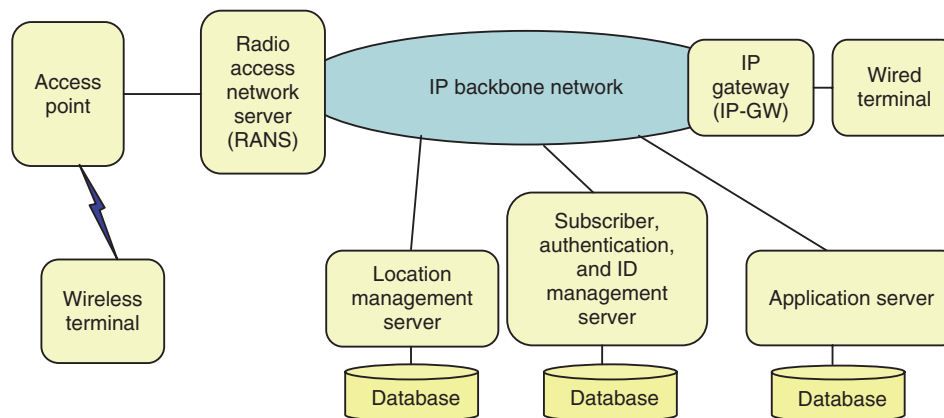 Access
point
Radio
access
network
server
(RANS)
IP backbone network
IP
gateway
(IP-GW)
Wired
terminal
Wireless
terminal
Location
management
server
Subscriber,
authentication,
and ID
management
server
Application server
Database
Database
Database